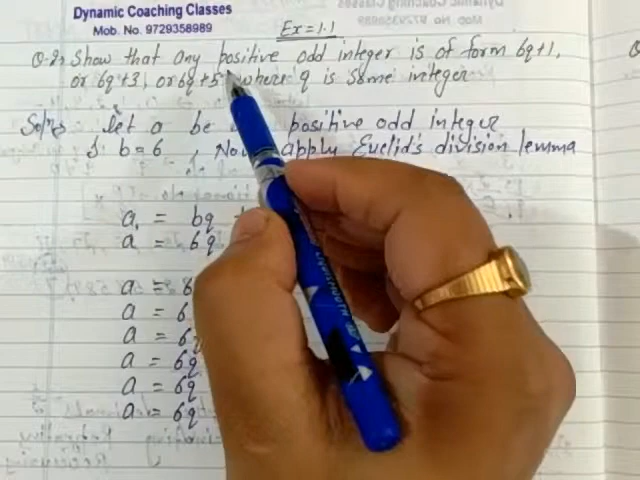 Dynamic Coaching Classes
Mob. No. 9729358989
Ex=1.1
Q.2: Show that any positive odd integer is of form 6q+1,
or 6q+3, or 6q+5, where q is some integer
Soln: let a be positive odd integer
& b=6, Now apply Euclid's division lemma
a = bq +
a = 6q
a = 6
a = 6
a = 6q
a = 6q
a = 6q
a = 6q